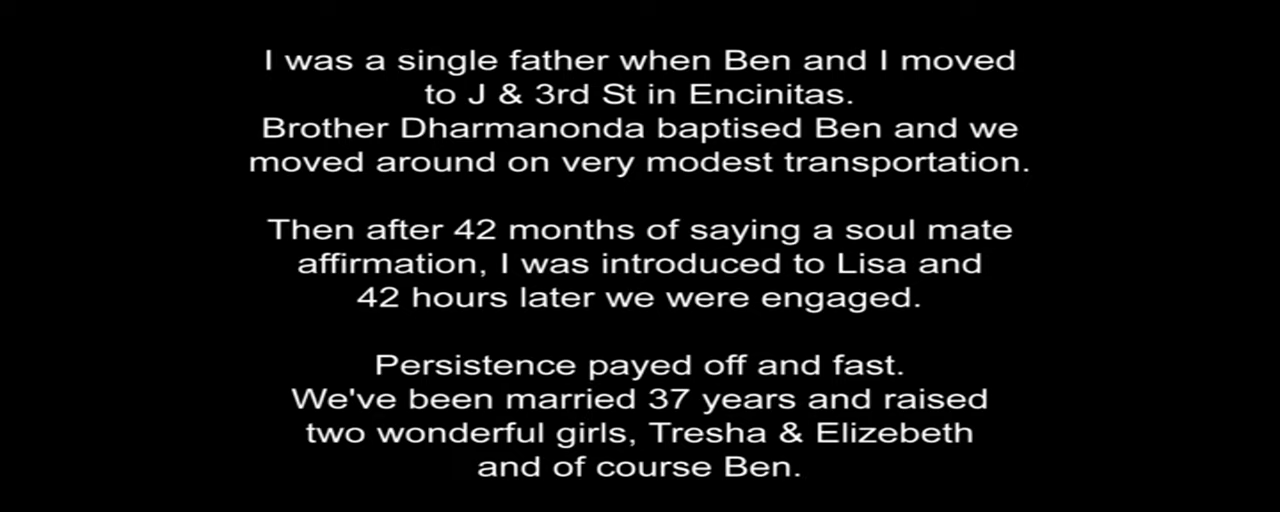 I was a single father when Ben and I moved
to J & 3rd St in Encinitas.
Brother Dharmanonda baptised Ben and we
moved around on very modest transportation.
Then after 42 months of saying a soul mate
affirmation, I was introduced to Lisa and
42 hours later we were engaged.
Persistence payed off and fast.
We've been married 37 years and raised
two wonderful girls, Tresha & Elizebeth
and of course Ben.